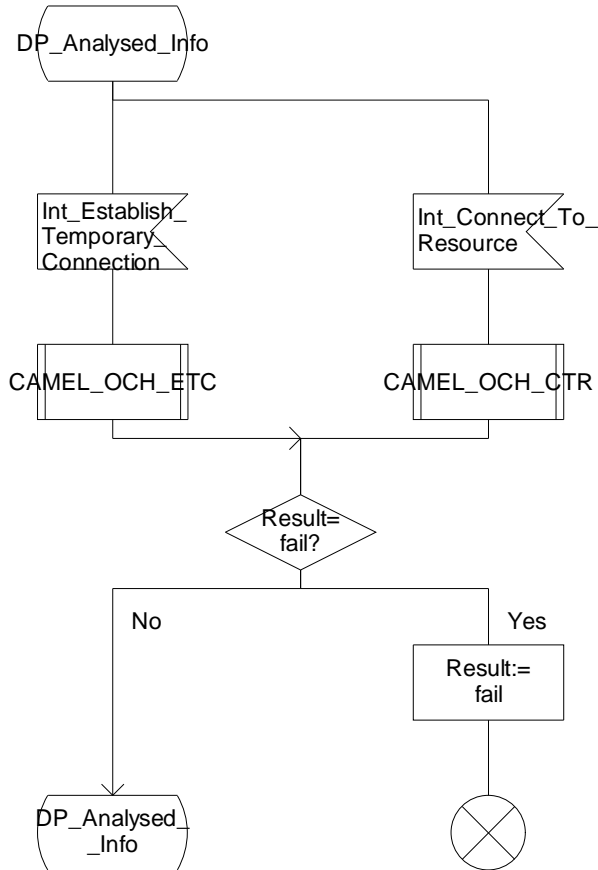 DP_Analysed_Info
Int_Establish_
Temporary_
Connection
Int_Connect_To_
Resource
CAMEL_OCH_ETC
CAMEL_OCH_CTR
Result=
fail?
No
Yes
Result:=
fail
DP_Analysed_
_Info